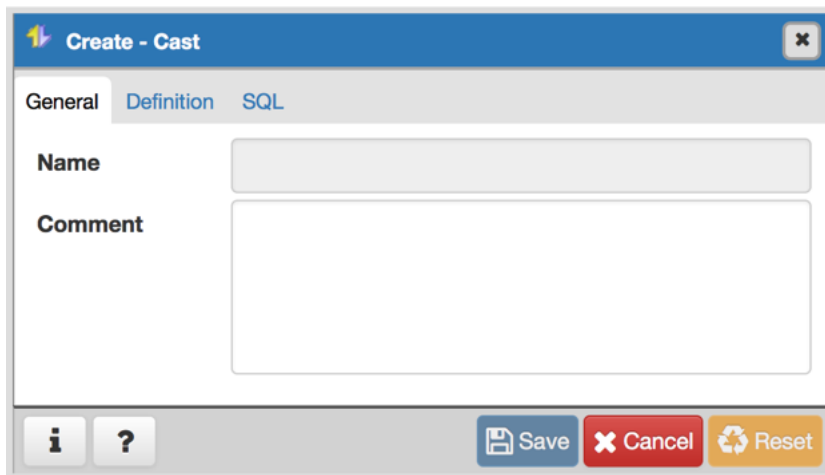 Create - Cast
General Definition SQL
Name
Comment
i ? Save Cancel Reset